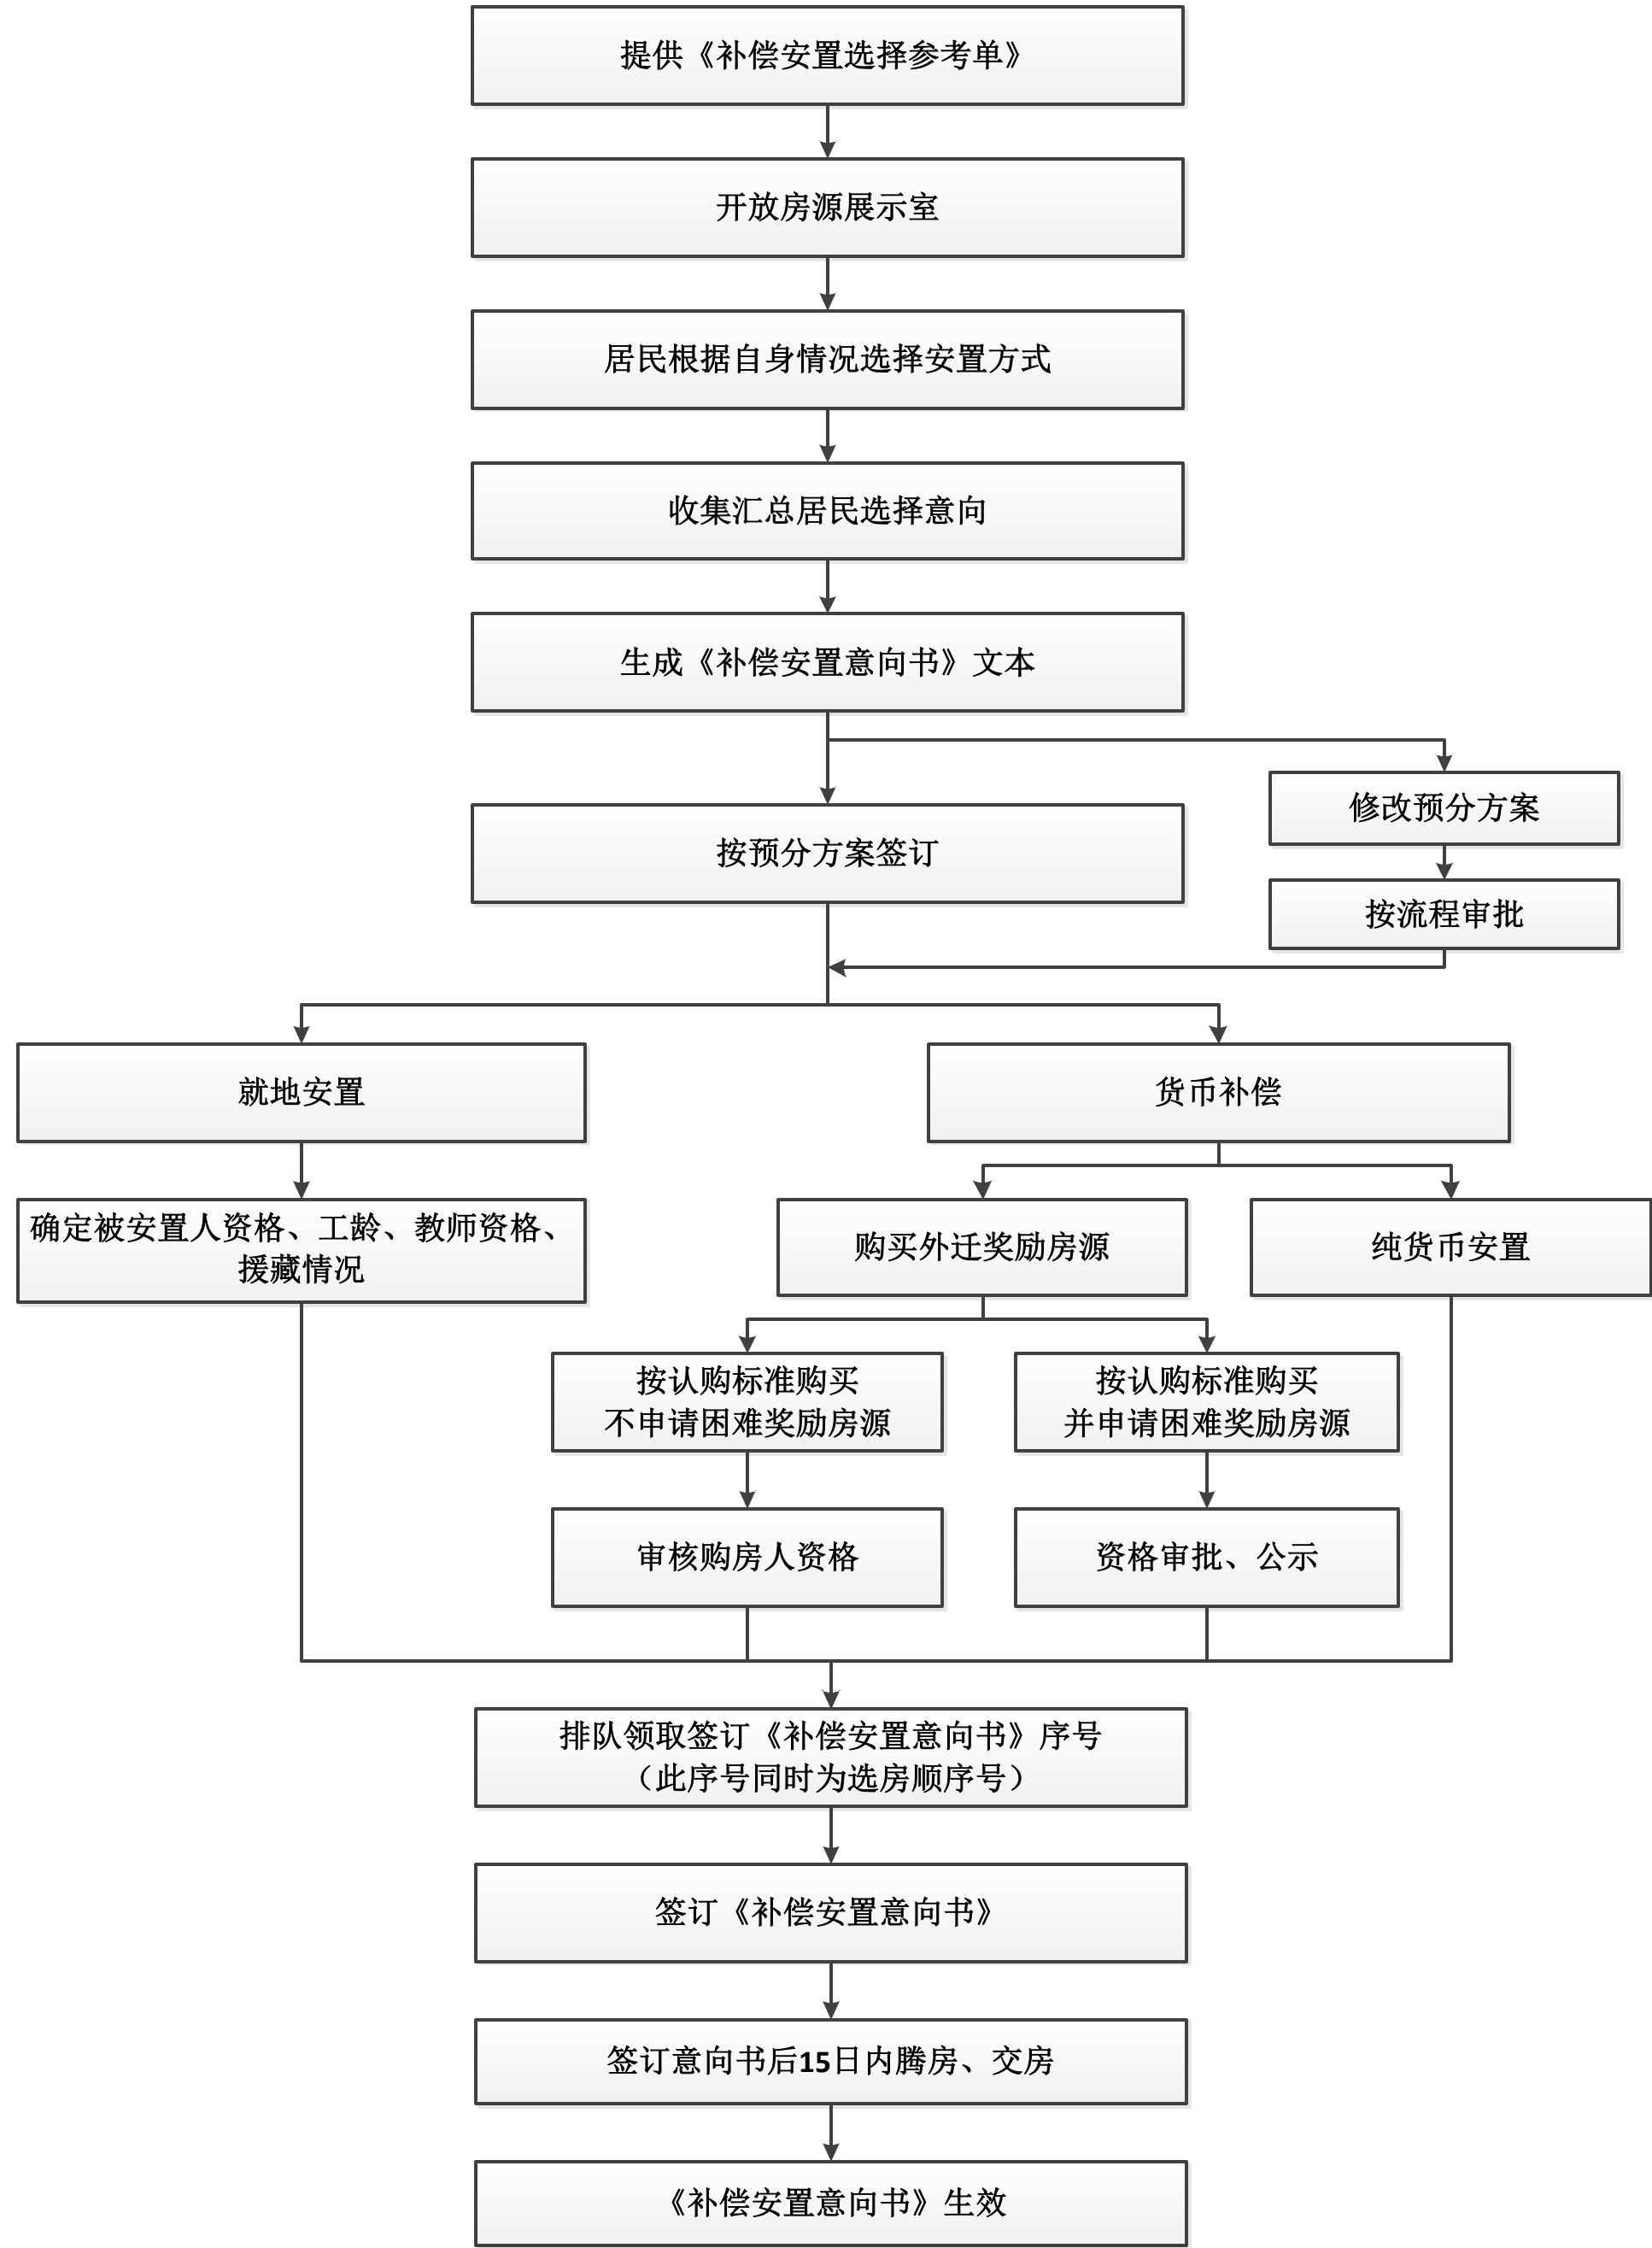 提供《补偿安置选择参考单》
开放房源展示室
居民根据自身情况选择安置方式
收集汇总居民选择意向
生成《补偿安置意向书》文本
修改预分方案
按预分方案签订
按流程审批
就地安置
货币补偿
确定被安置人资格、工龄、教师资格、
援藏情况
购买外迁奖励房源
纯货币安置
按认购标准购买
不申请困难奖励房源
按认购标准购买
并申请困难奖励房源
审核购房人资格
资格审批、公示
排队领取签订《补偿安置意向书》序号
（此序号同时为选房顺序号）
签订《补偿安置意向书》
签订意向书后15日内腾房、交房
《补偿安置意向书》生效